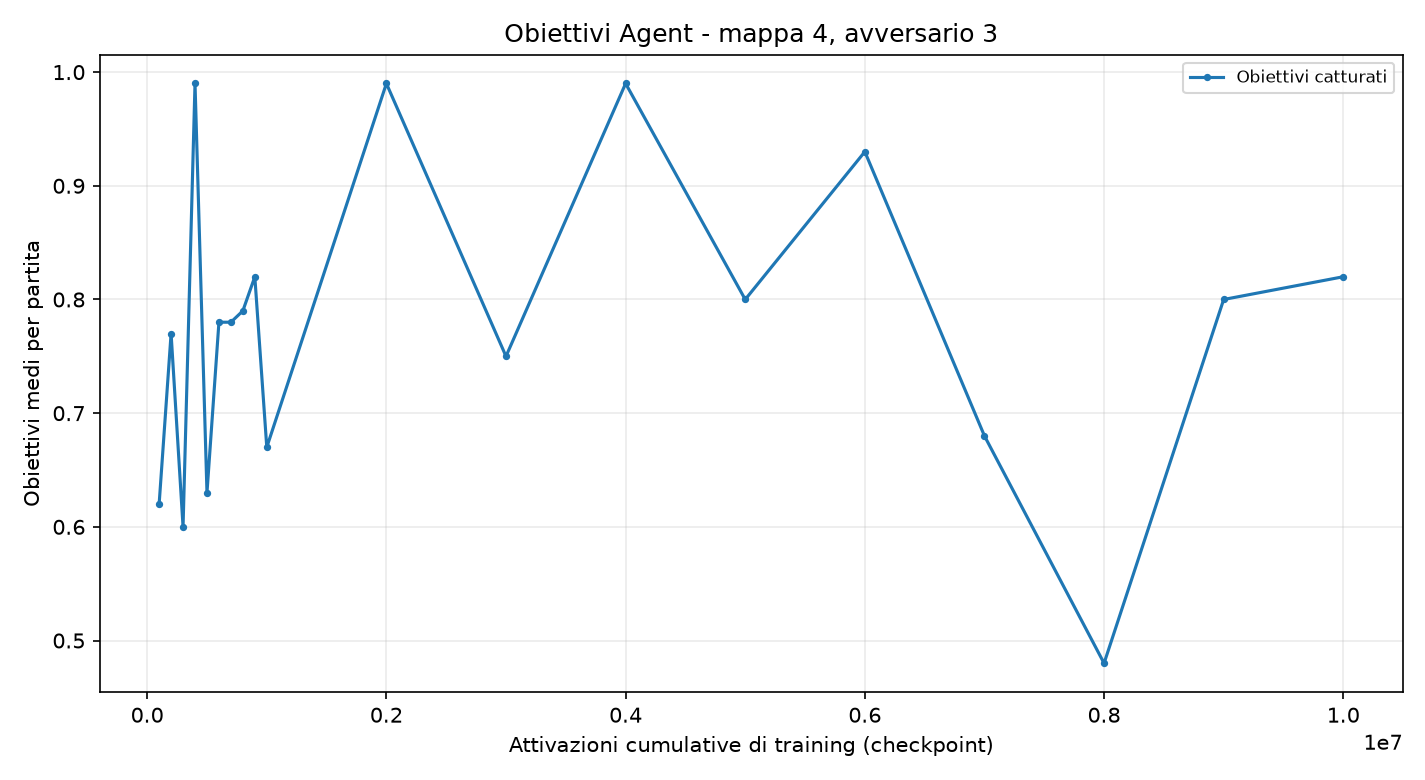 Obiettivi Agent - mappa 4, avversario 3
Obiettivi catturati
Obiettivi medi per partita
1.0
0.9
0.8
0.7
0.6
0.5
0.0 0.2 0.4 0.6 0.8 1.0
1e7
Attivazioni cumulative di training (checkpoint)